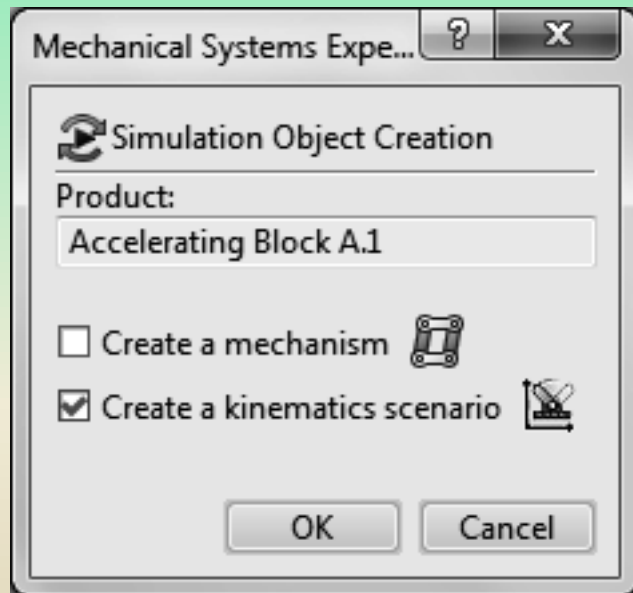 Mechanical Systems Expe...
?
X
Simulation Object Creation
Product:
Accelerating Block A.1
Create a mechanism
Create a kinematics scenario
OK
Cancel